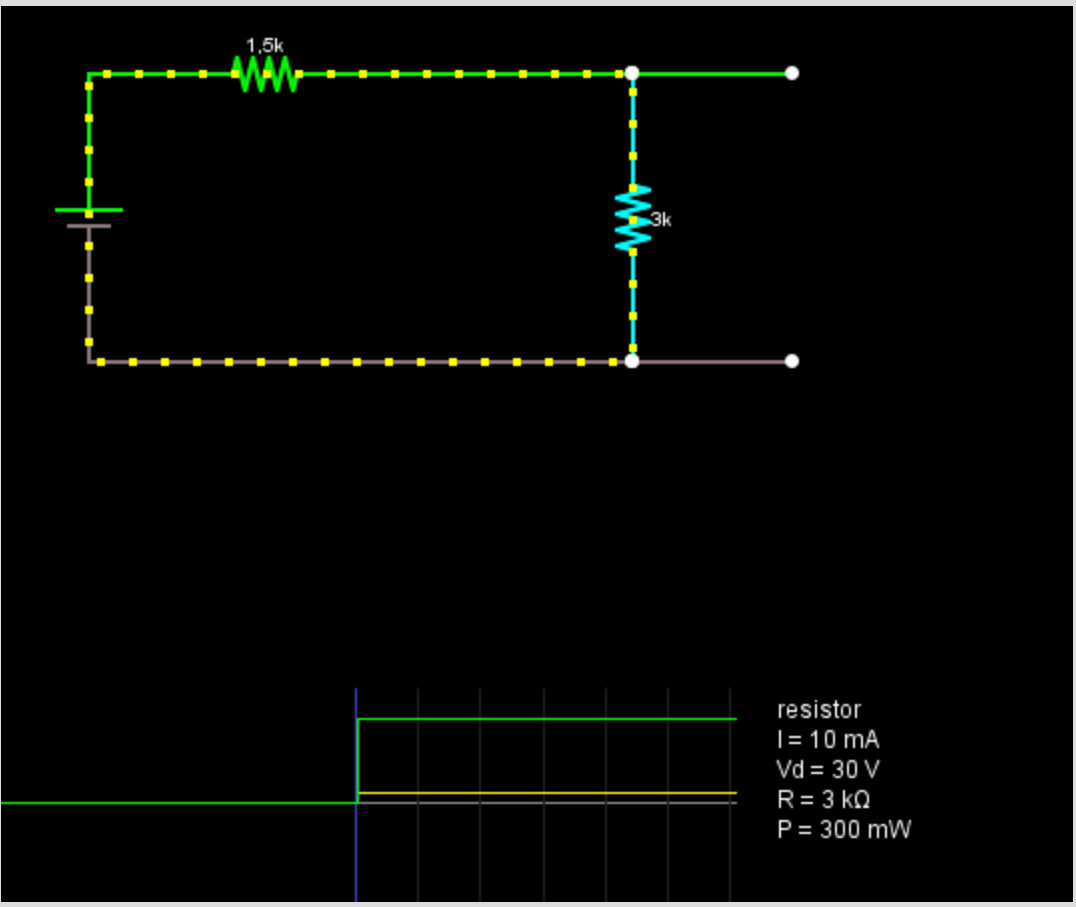 1,5k
3k
resistor
I = 10 mA
Vd = 30 V
R = 3 kΩ
P = 300 mW